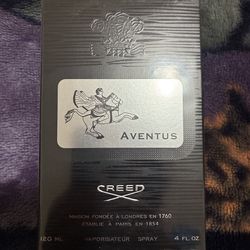 AVENTUS
CREED
MAISON FONDÉE À LONDRES EN 1760
ÉTABLIE À PARIS EN 1854
120 ML. VAPORISATEUR SPRAY 4 FL.OZ